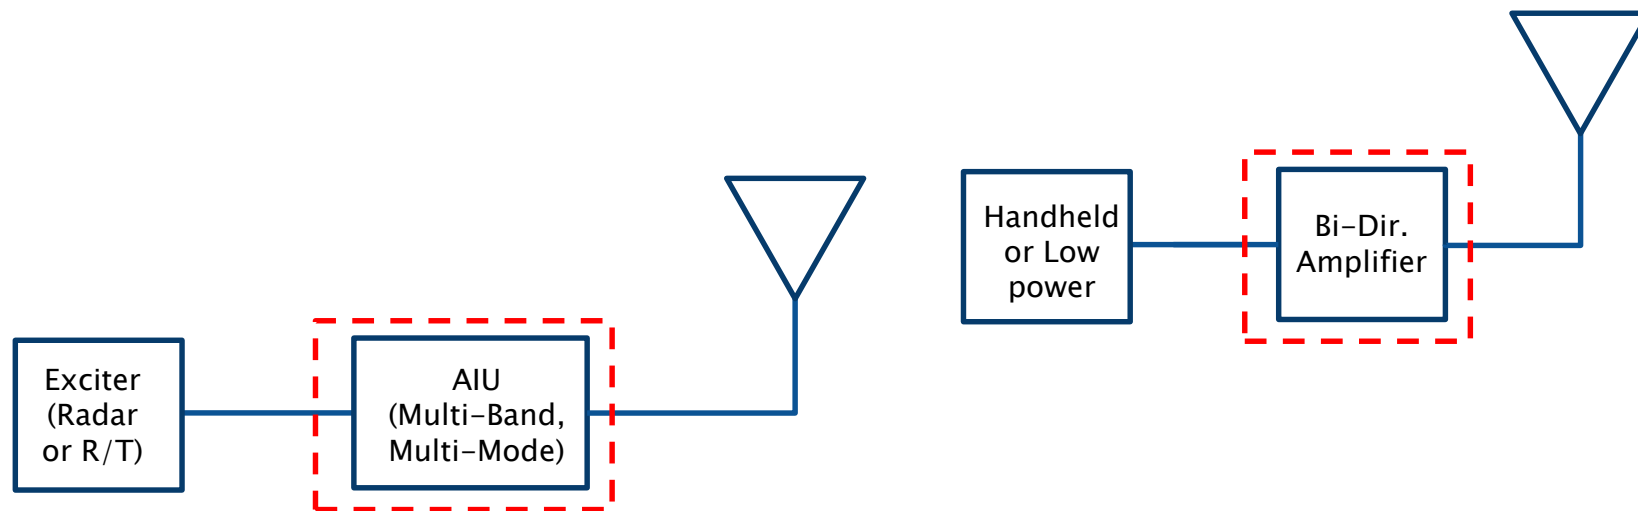 Exciter
(Radar
or R/T)
AIU
(Multi-Band,
Multi-Mode)
Handheld
or Low
power
Bi-Dir.
Amplifier